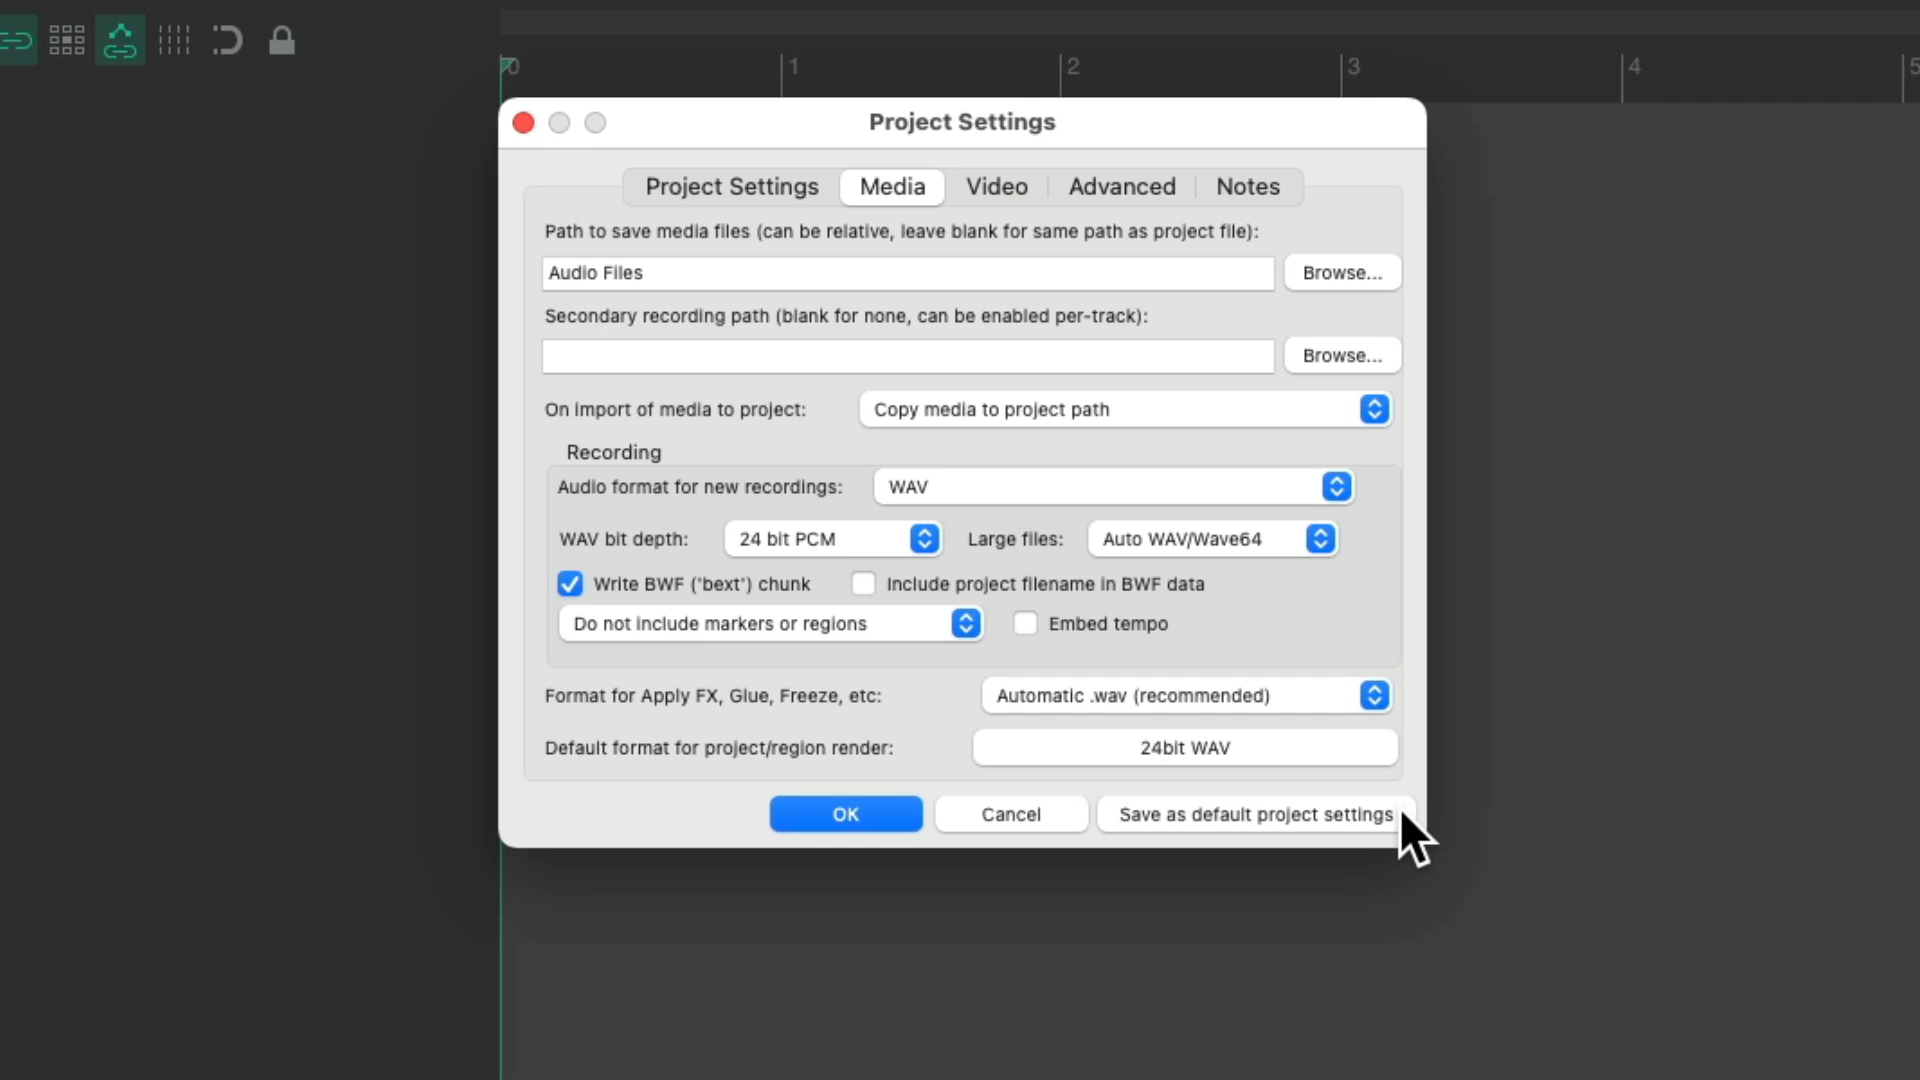 0 1 2 3 4 5
Project Settings
Project Settings Media Video Advanced Notes
Path to save media files (can be relative, leave blank for same path as project file):
Audio Files Browse...
Secondary recording path (blank for none, can be enabled per-track):
Browse...
On import of media to project: Copy media to project path
Recording
Audio format for new recordings: WAV
WAV bit depth: 24 bit PCM Large files: Auto WAV/Wave64
Write BWF ('bext') chunk Include project filename in BWF data
Do not include markers or regions Embed tempo
Format for Apply FX, Glue, Freeze, etc: Automatic .wav (recommended)
Default format for project/region render: 24bit WAV
OK Cancel Save as default project settings